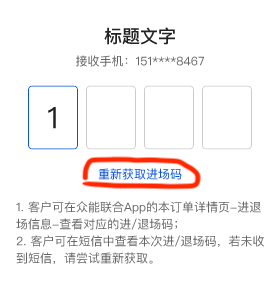 标题文字
接收手机：151****8467
1
重新获取进场码
1. 客户可在众能联合App的本订单详情页-进退
场信息-查看对应的进/退场码；
2. 客户可在短信中查看本次进/退场码，若未收
到短信，请尝试重新获取。